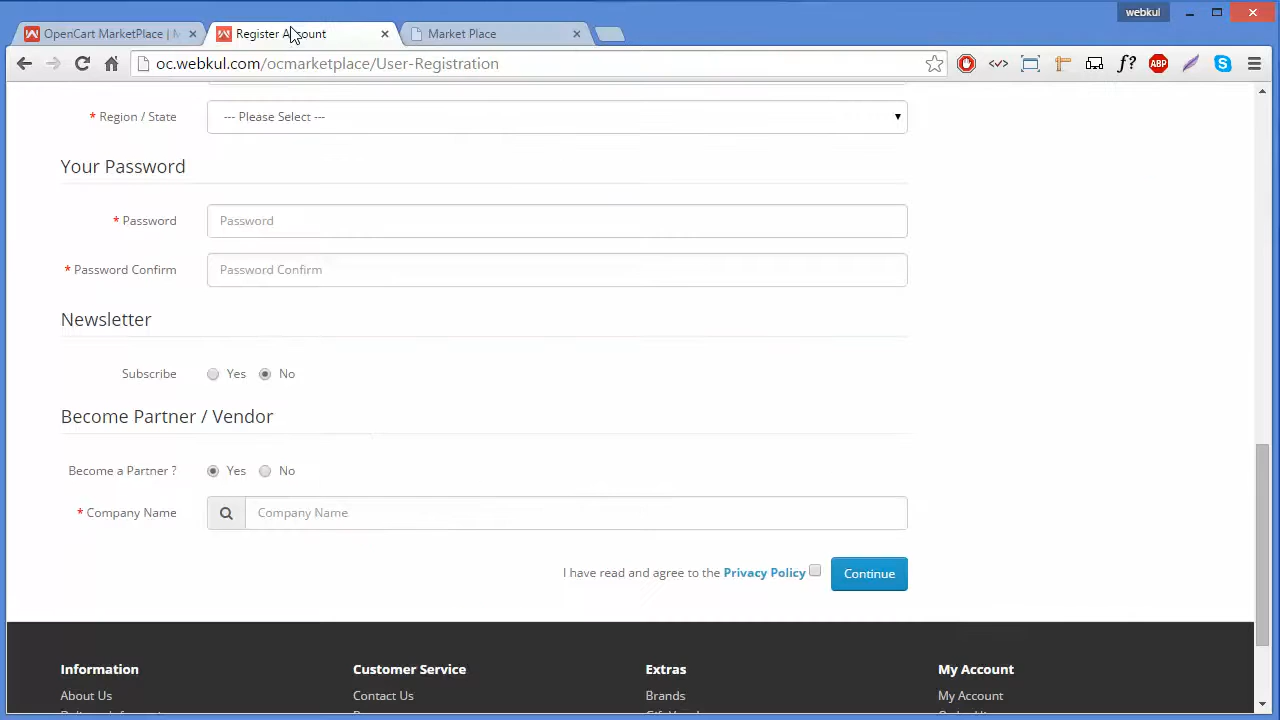 webkul
OpenCart MarketPlace | M
Register Account
Market Place
oc.webkul.com/ocmarketplace/User-Registration
f?
ABP
* Region / State
--- Please Select ---
Your Password
* Password
Password
* Password Confirm
Password Confirm
Newsletter
Subscribe Yes No
Become Partner / Vendor
Become a Partner ? Yes No
* Company Name
Company Name
I have read and agree to the Privacy Policy
Continue
Information
Customer Service
Extras
My Account
About Us
Contact Us
Brands
My Account